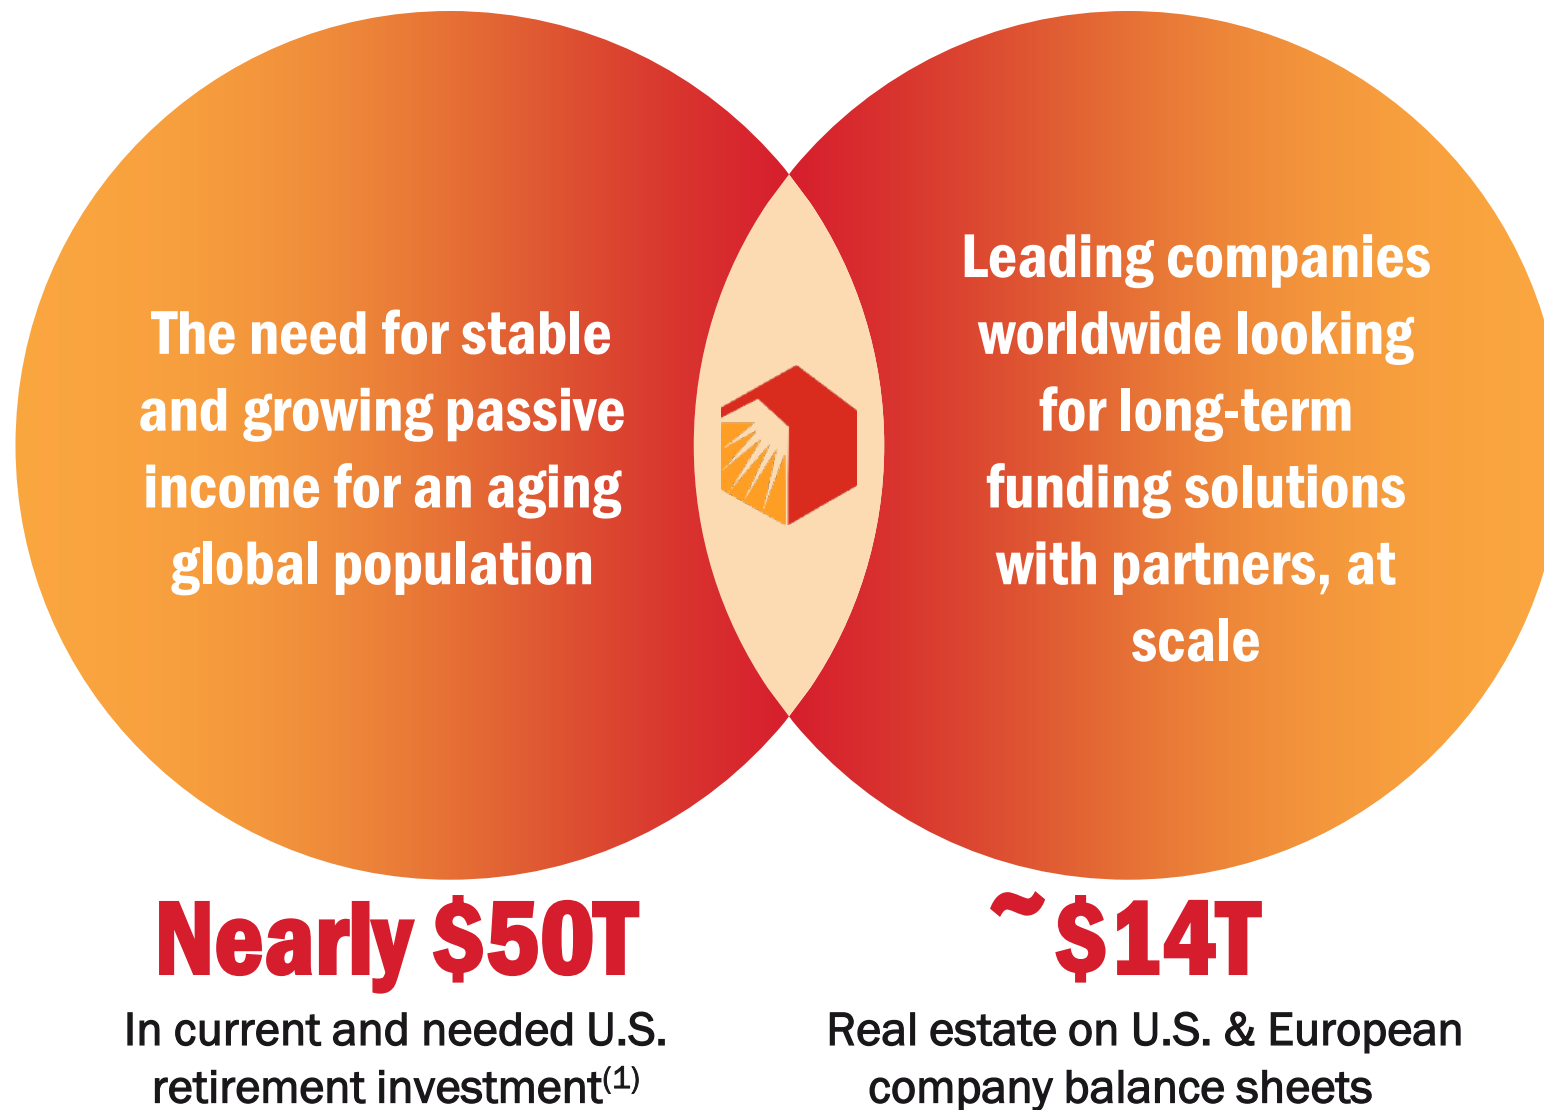 The need for stable
and growing passive
income for an aging
global population
Leading companies
worldwide looking
for long-term
funding solutions
with partners, at
scale
Nearly $50T
In current and needed U.S.
retirement investment(1)
~$14T
Real estate on U.S. & European
company balance sheets